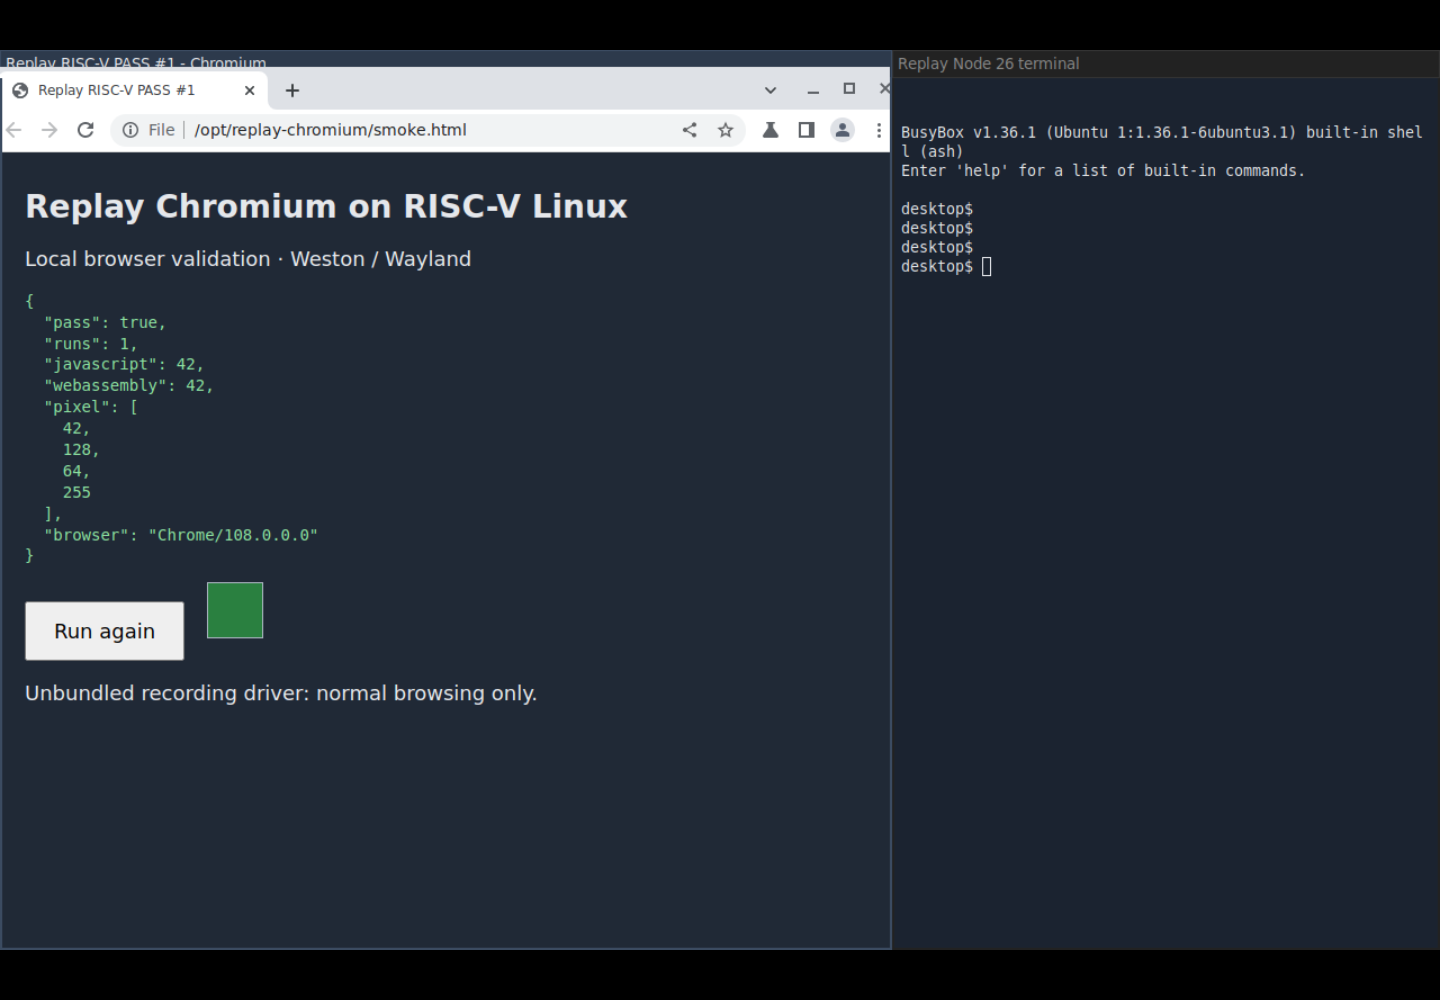 Replay RISC-V PASS #1 - Chromium
Replay RISC-V PASS #1
File
/opt/replay-chromium/smoke.html
Replay Chromium on RISC-V Linux
Local browser validation · Weston / Wayland
{
  "pass": true,
  "runs": 1,
  "javascript": 42,
  "webassembly": 42,
  "pixel": [
    42,
    128,
    64,
    255
  ],
  "browser": "Chrome/108.0.0.0"
}
Run again
Unbundled recording driver: normal browsing only.
Replay Node 26 terminal
BusyBox v1.36.1 (Ubuntu 1:1.36.1-6ubuntu3.1) built-in shel
l (ash)
Enter 'help' for a list of built-in commands.
desktop$
desktop$
desktop$
desktop$